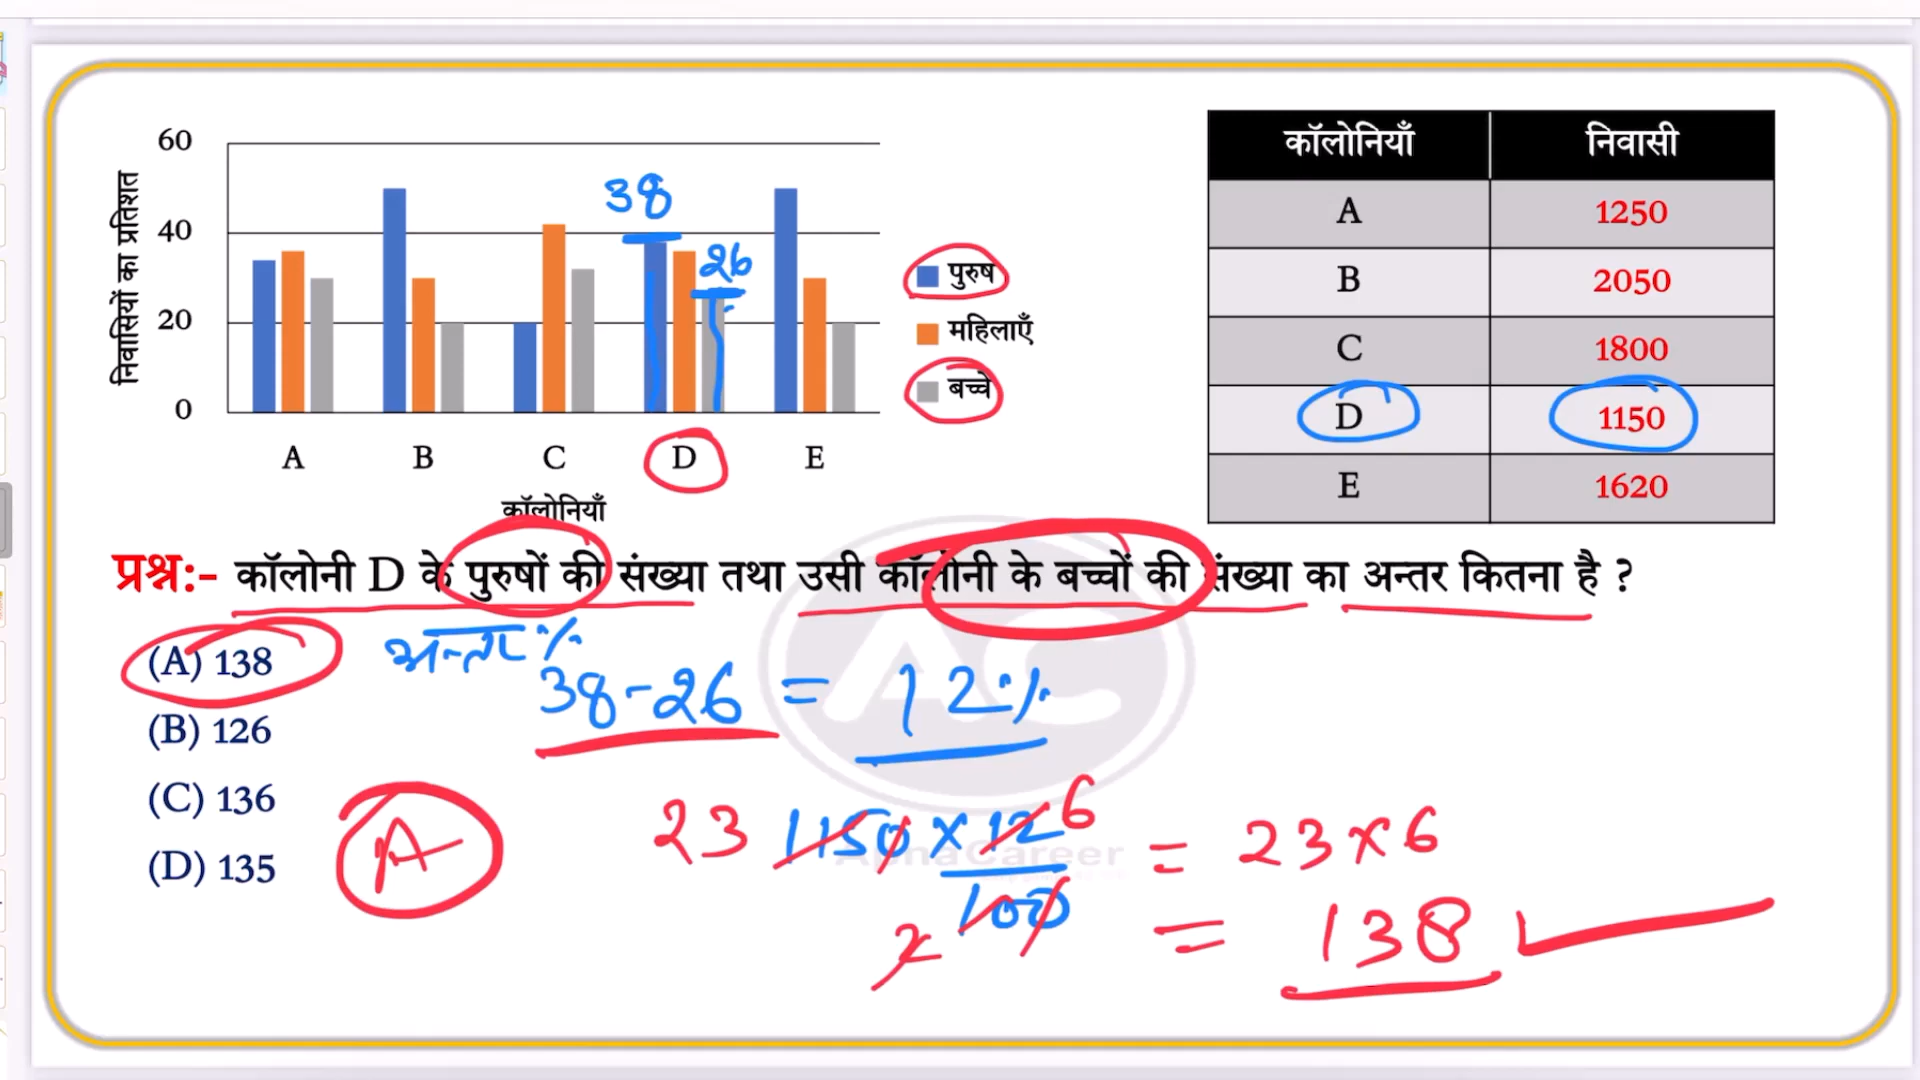 60
40
20
0
निवासियों का प्रतिशत
38
26
A B C D E
कॉलोनियाँ
पुरुष
महिलाएँ
बच्चे
कॉलोनियाँ निवासी
A 1250
B 2050
C 1800
D 1150
E 1620
प्रश्न:- कॉलोनी D के पुरुषों की संख्या तथा उसी कॉलोनी के बच्चों की संख्या का अन्तर कितना है ?
(A) 138
(B) 126
(C) 136
(D) 135
अन्तर %
38-26 = 12%
A
23 1150 x 12 6
100
2
= 23 x 6
= 138
AC
ApnaCareer